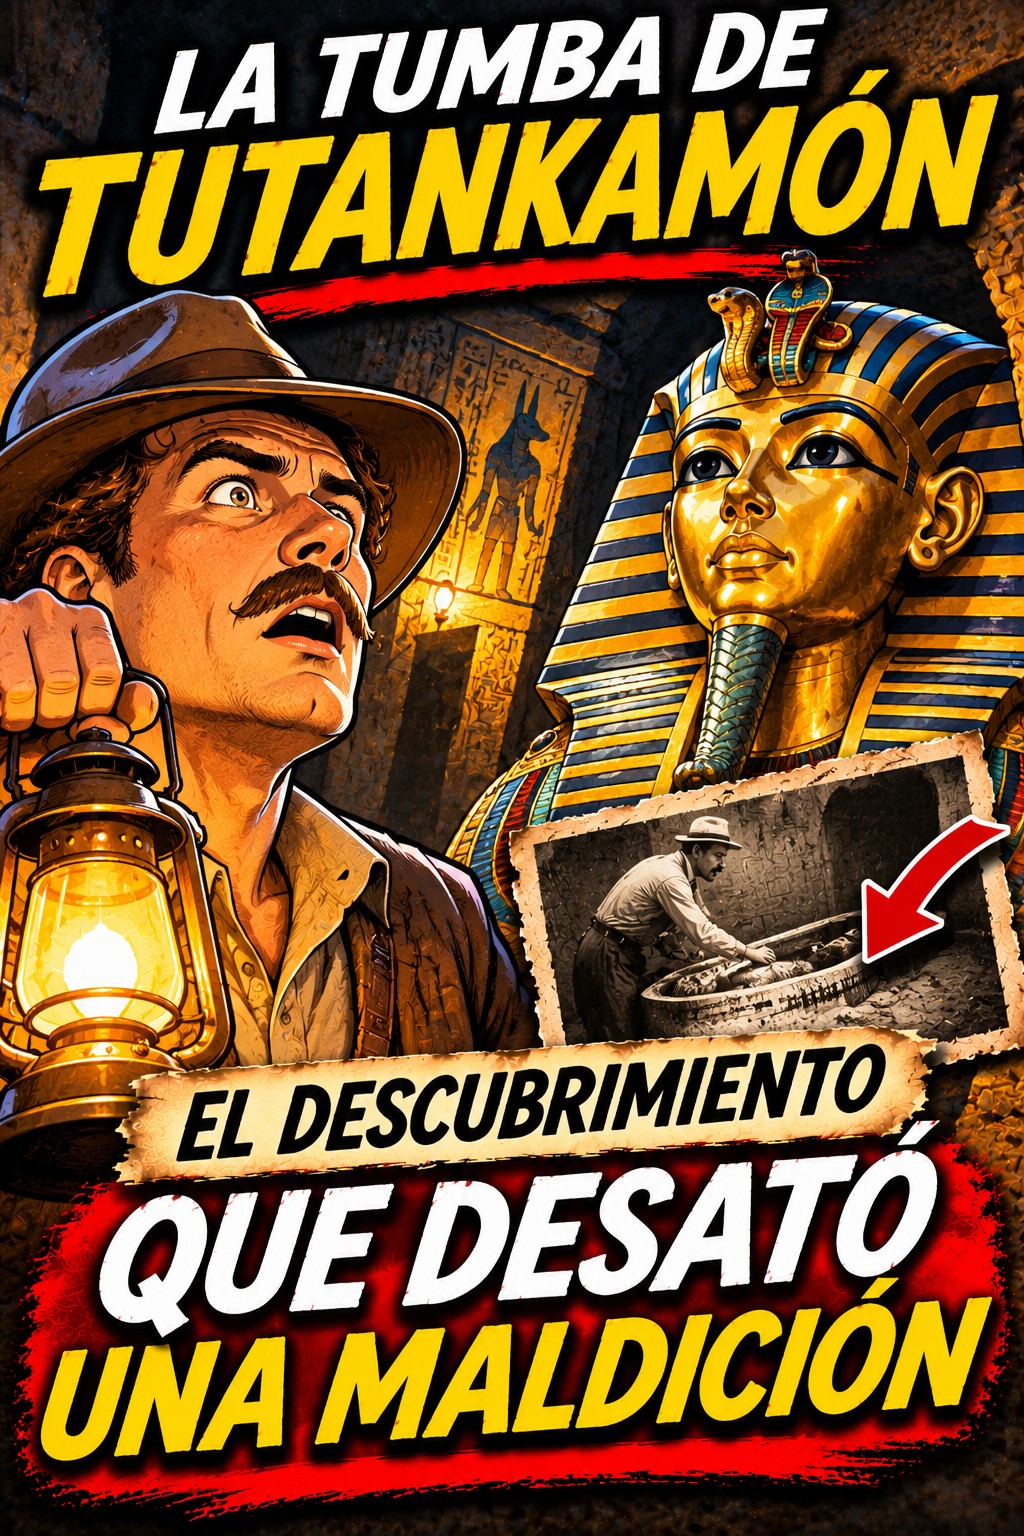 LA TUMBA DE
TUTANKAMÓN
EL DESCUBRIMIENTO
QUE DESATÓ
UNA MALDICIÓN